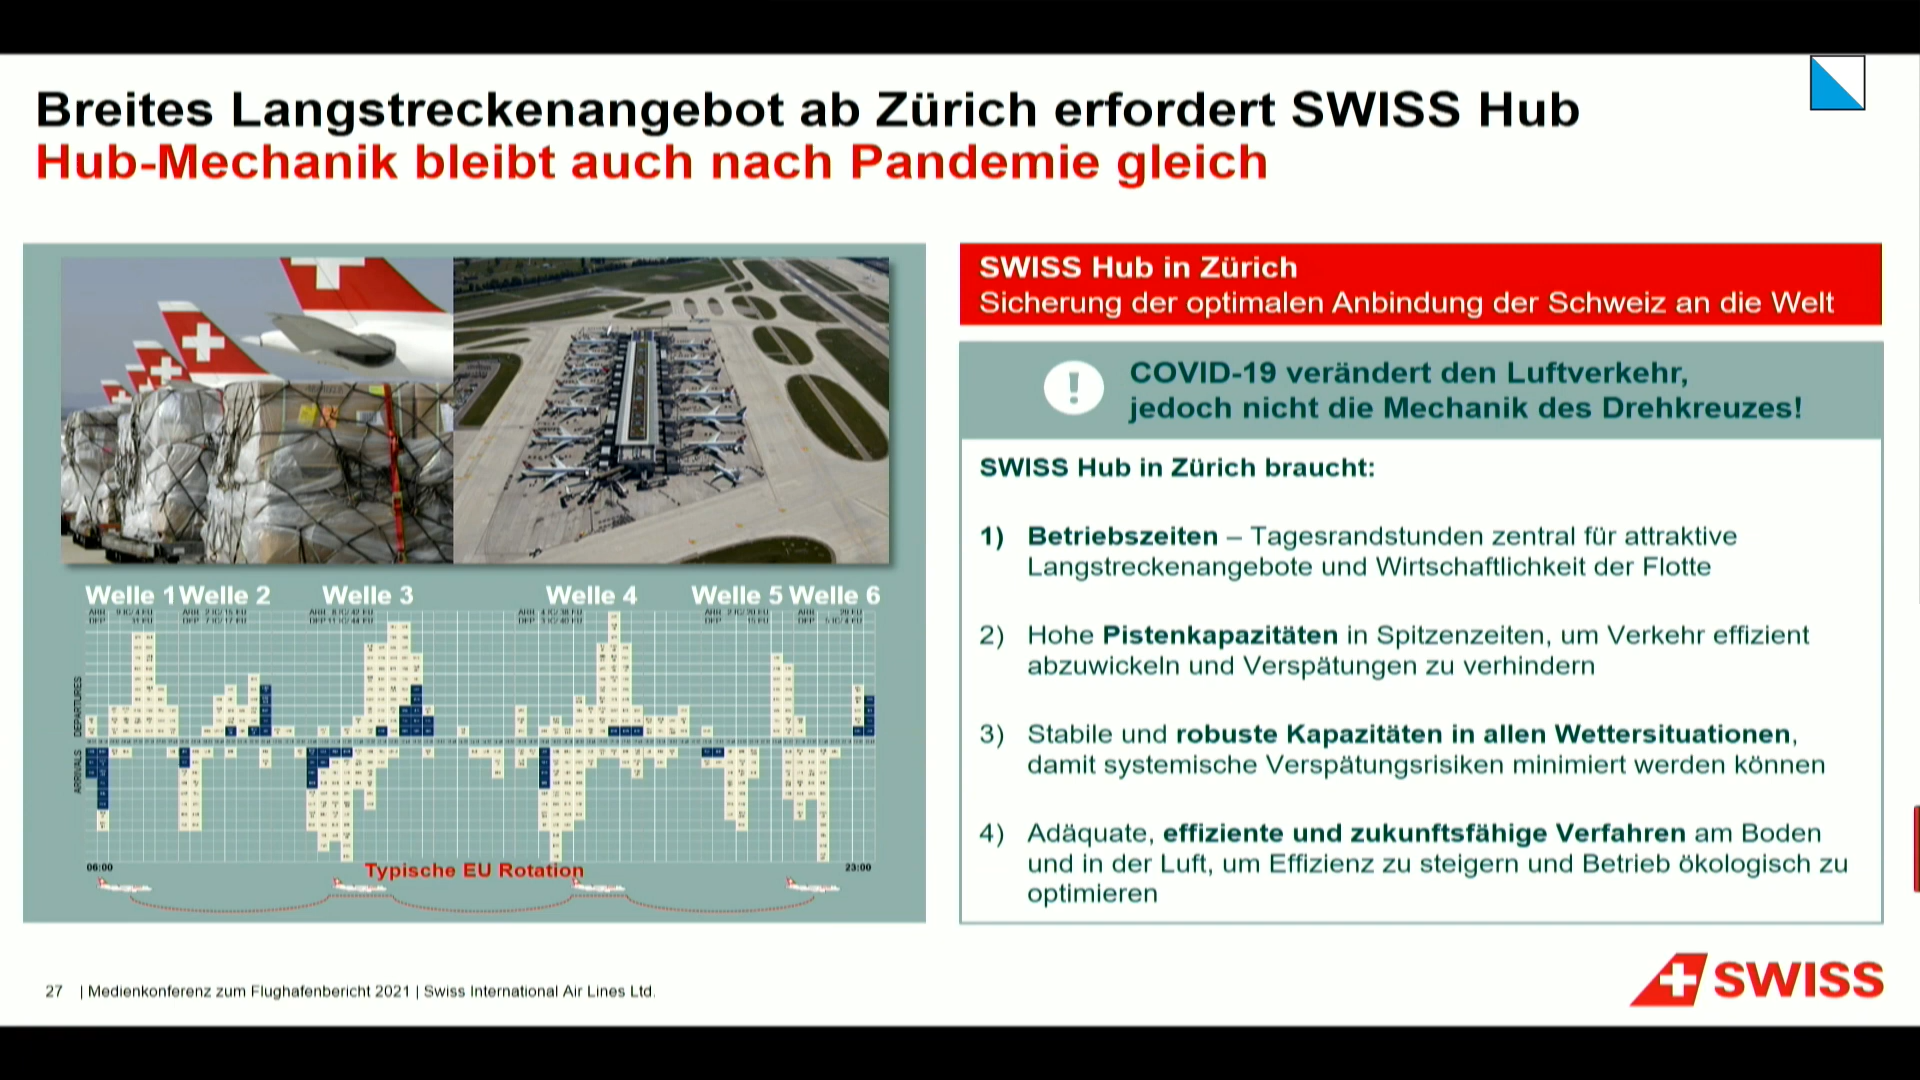 Breites Langstreckenangebot ab Zürich erfordert SWISS Hub
Hub-Mechanik bleibt auch nach Pandemie gleich
Welle 1 Welle 2 Welle 3 Welle 4 Welle 5 Welle 6
DEPARTURES
ARRIVALS
06:00
23:00
Typische EU Rotation
SWISS Hub in Zürich
Sicherung der optimalen Anbindung der Schweiz an die Welt
!
COVID-19 verändert den Luftverkehr,
jedoch nicht die Mechanik des Drehkreuzes!
SWISS Hub in Zürich braucht:
1) Betriebszeiten – Tagesrandstunden zentral für attraktive
Langstreckenangebote und Wirtschaftlichkeit der Flotte
2) Hohe Pistenkapazitäten in Spitzenzeiten, um Verkehr effizient
abzuwickeln und Verspätungen zu verhindern
3) Stabile und robuste Kapazitäten in allen Wettersituationen,
damit systemische Verspätungsrisiken minimiert werden können
4) Adäquate, effiziente und zukunftsfähige Verfahren am Boden
und in der Luft, um Effizienz zu steigern und Betrieb ökologisch zu
optimieren
27 | Medienkonferenz zum Flughafenbericht 2021 | Swiss International Air Lines Ltd.
SWISS